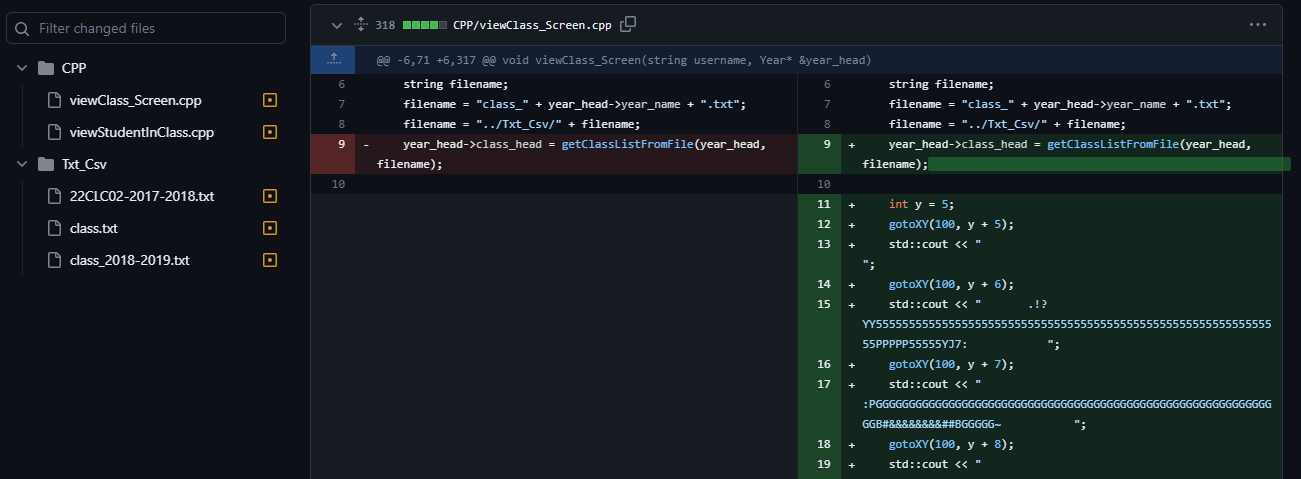 Filter changed files
CPP
viewClass_Screen.cpp
viewStudentInClass.cpp
Txt_Csv
22CLC02-2017-2018.txt
class.txt
class_2018-2019.txt
318 CPP/viewClass_Screen.cpp
@@ -6,71 +6,317 @@ void viewClass_Screen(string username, Year* &year_head)
6 string filename;
7 filename = "class_" + year_head->year_name + ".txt";
8 filename = "../Txt_Csv/" + filename;
9 - year_head->class_head = getClassListFromFile(year_head,
filename);
10
6 string filename;
7 filename = "class_" + year_head->year_name + ".txt";
8 filename = "../Txt_Csv/" + filename;
9 + year_head->class_head = getClassListFromFile(year_head,
filename);
10
11 + int y = 5;
12 + gotoXY(100, y + 5);
13 + std::cout << "
";
14 + gotoXY(100, y + 6);
15 + std::cout << " .!?
YY5555555555555555555555555555555555555555555555555555555555555
55PPPPP55555YJ7: ";
16 + gotoXY(100, y + 7);
17 + std::cout << "
:PGGGGGGGGGGGGGGGGGGGGGGGGGGGGGGGGGGGGGGGGGGGGGGGGGGGGGGGGGGGG
GGB#&&&&&&&&##BGGGGG~ ";
18 + gotoXY(100, y + 8);
19 + std::cout << "